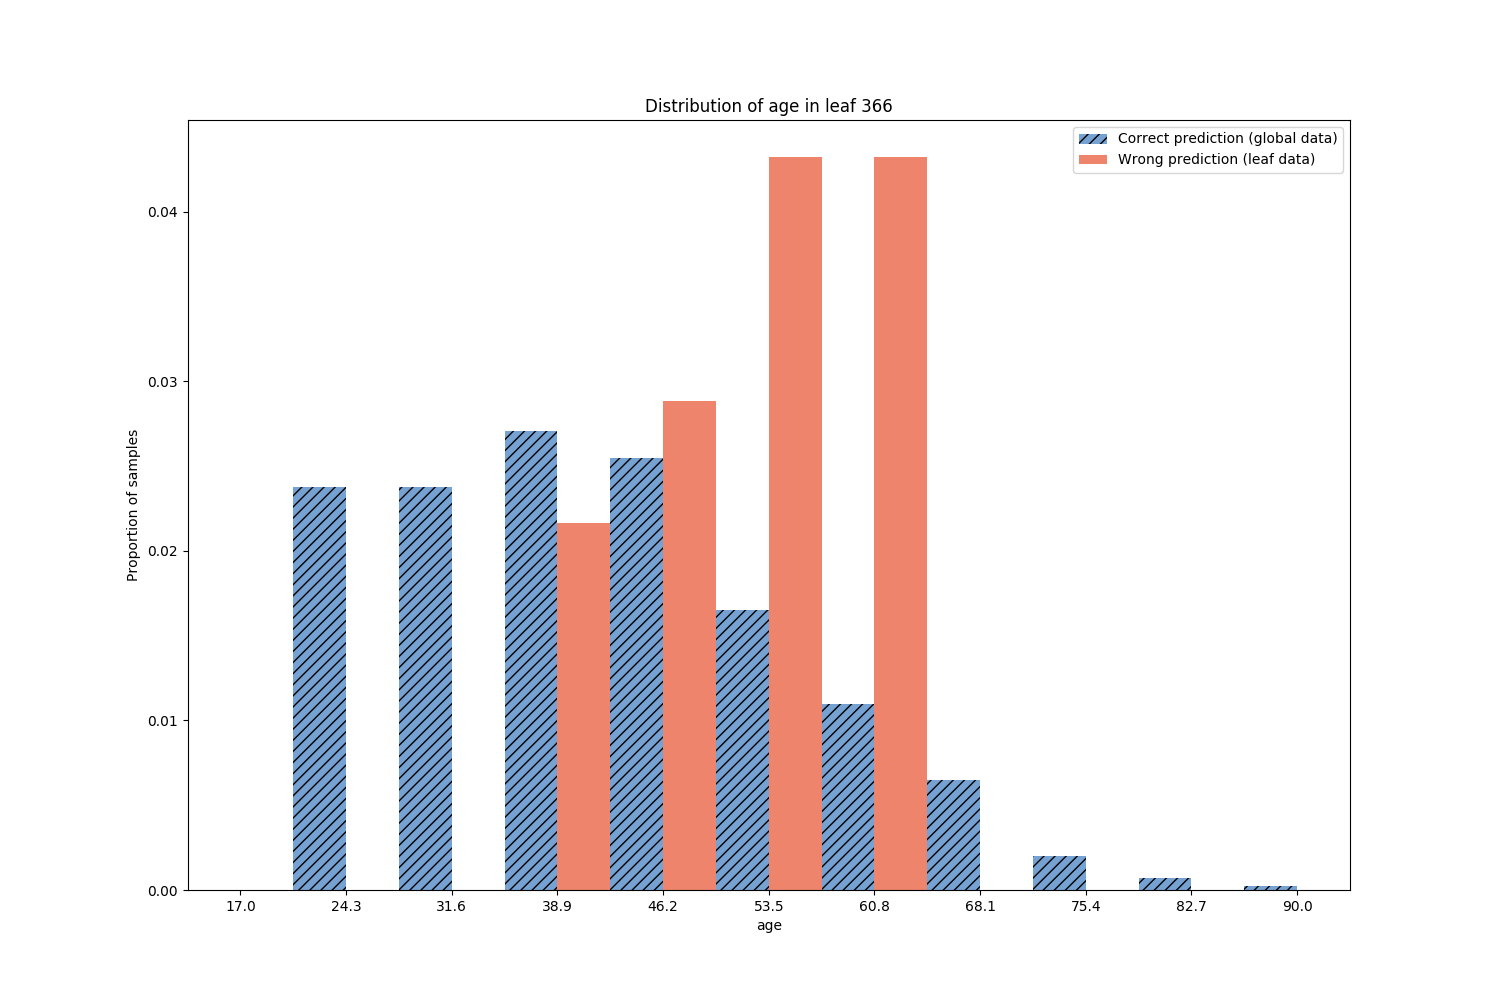 Distribution of age in leaf 366
Correct prediction (global data)
Wrong prediction (leaf data)
0.04
0.03
0.02
0.01
0.00
Proportion of samples
17.0 24.3 31.6 38.9 46.2 53.5 60.8 68.1 75.4 82.7 90.0
age